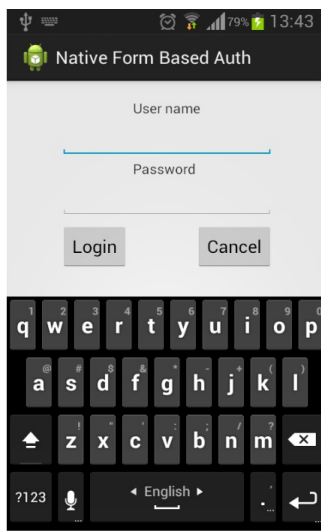 79% 13:43
Native Form Based Auth
User name
Password
Login Cancel
1 2 3 4 5 6 7 8 9 0
q w e r t y u i o p
@ # $ & * - + ( )
a s d f g h j k l
! " ' : ; / ?
z x c v b n m
?123 English .